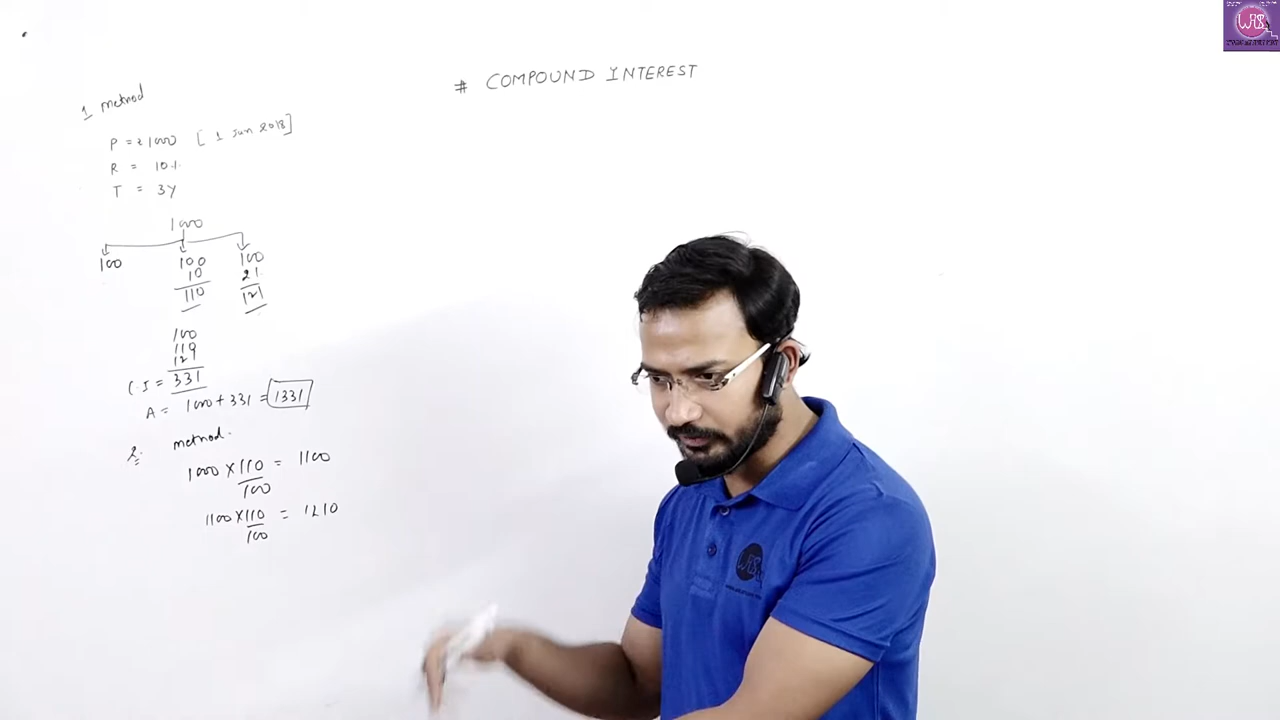 # COMPOUND INTEREST
1 method
P = ₹ 1000 [ 1 Jun 2018 ]
R = 10%
T = 3y
1000
100 100 100
10 21
110 121
100
110
121
C.I = 331
A = 1000 + 331 = 1331
2. method.
1000 × 110 = 1100
100
1100 × 110 = 1210
100